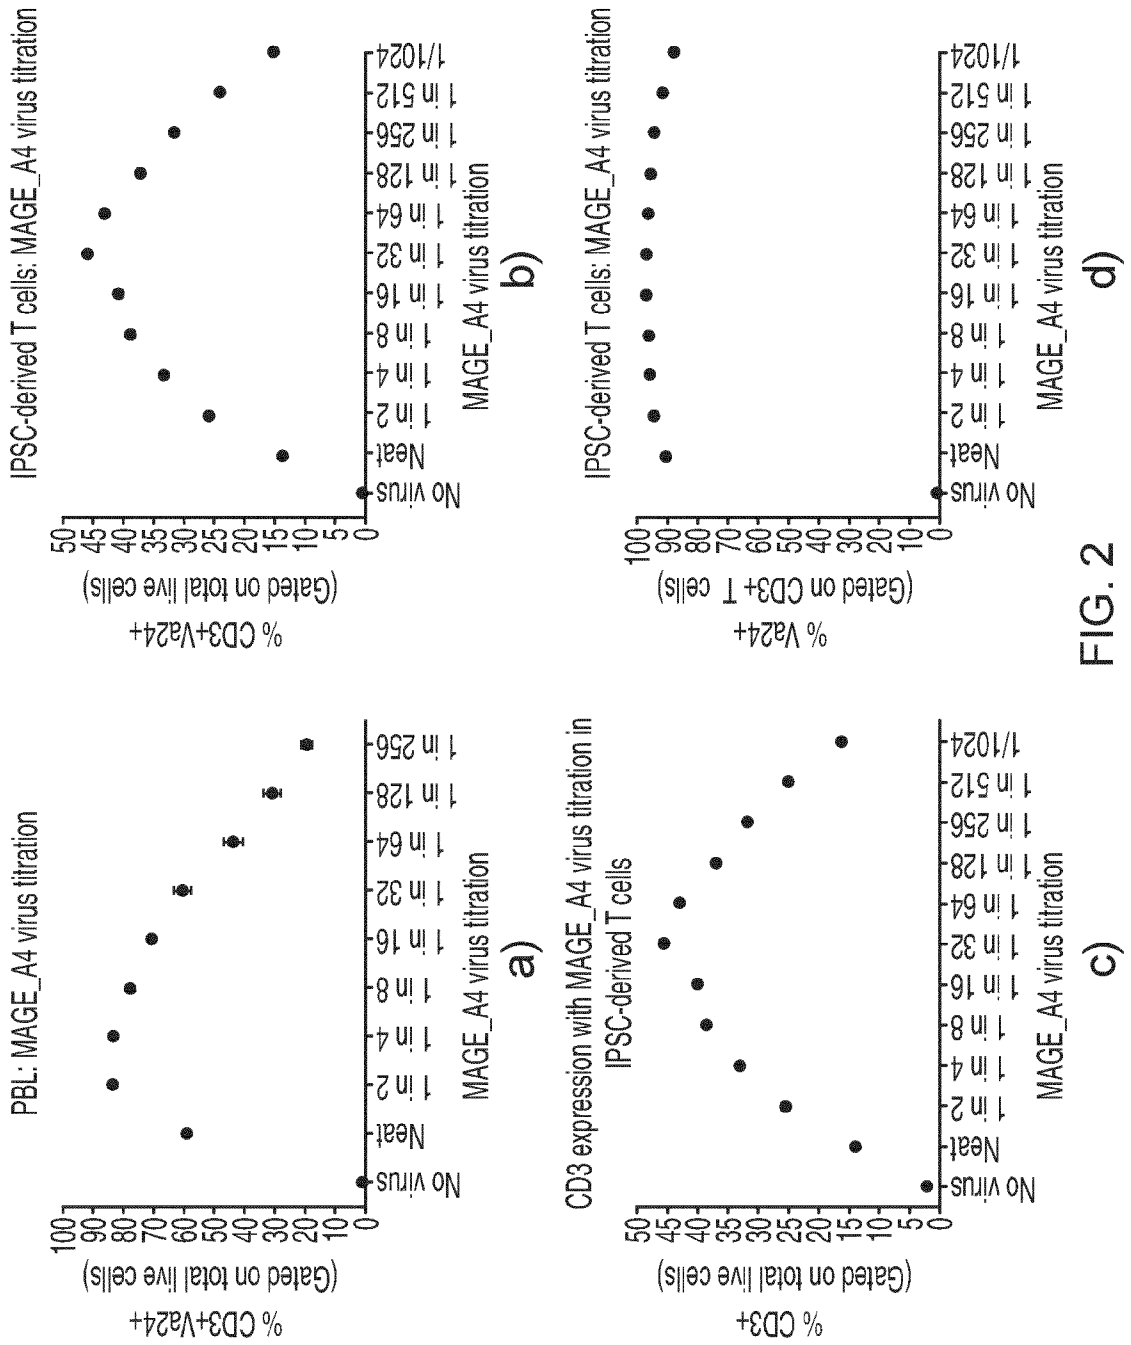 PBL: MAGE_A4 virus titration
% CD3+Va24+
(Gated on total live cells)
100
90
80
70
60
50
40
30
20
10
0
No virus
Neat
1 in 2
1 in 4
1 in 8
1 in 16
1 in 32
1 in 64
1 in 128
1 in 256
MAGE_A4 virus titration
a)
IPSC-derived T cells: MAGE_A4 virus titration
% CD3+Va24+
(Gated on total live cells)
50
45
40
35
30
25
20
15
10
5
0
No virus
Neat
1 in 2
1 in 4
1 in 8
1 in 16
1 in 32
1 in 64
1 in 128
1 in 256
1 in 512
1/1024
MAGE_A4 virus titration
b)
CD3 expression with MAGE_A4 virus titration in
IPSC-derived T cells
% CD3+
(Gated on total live cells)
50
45
40
35
30
25
20
15
10
5
0
No virus
Neat
1 in 2
1 in 4
1 in 8
1 in 16
1 in 32
1 in 64
1 in 128
1 in 256
1 in 512
1/1024
MAGE_A4 virus titration
c)
IPSC-derived T cells: MAGE_A4 virus titration
% Va24+
(Gated on CD3+ T cells)
100
90
80
70
60
50
40
30
20
10
0
No virus
Neat
1 in 2
1 in 4
1 in 8
1 in 16
1 in 32
1 in 64
1 in 128
1 in 256
1 in 512
1/1024
MAGE_A4 virus titration
d)
FIG. 2